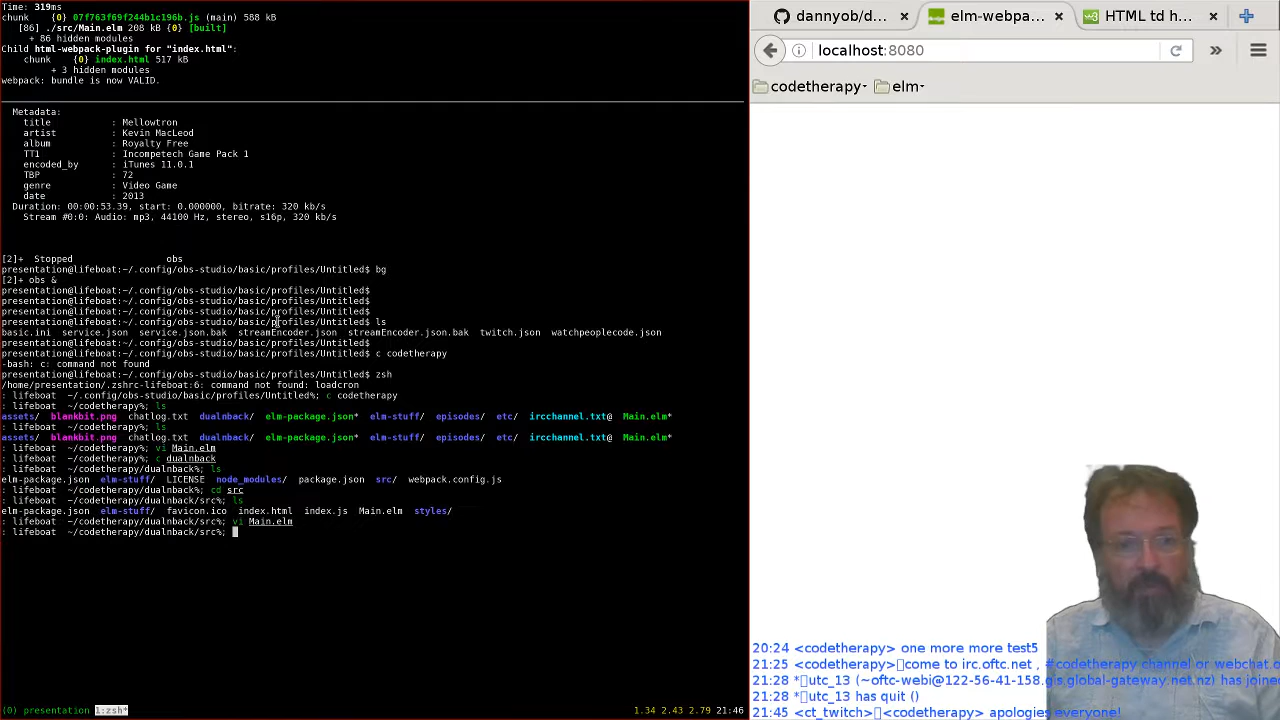 Time: 319ms
chunk    {0} 07f763f69f244b1c196b.js (main) 588 kB
[86] ./src/Main.elm 208 kB {0} [built]
+ 66 hidden modules
Child html-webpack-plugin for "index.html":
chunk    {0} index.html 517 kB
+ 3 hidden modules
webpack: bundle is now VALID.
Metadata:
title           : Mellowtron
artist          : Kevin MacLeod
album           : Royalty Free
TT1             : Incompetech Game Pack 1
encoded_by      : iTunes 11.0.1
TBP             : 72
genre           : Video Game
date            : 2013
Duration: 00:00:53.39, start: 0.000000, bitrate: 320 kb/s
Stream #0:0: Audio: mp3, 44100 Hz, stereo, s16p, 320 kb/s
[2]+  Stopped                 obs
presentation@lifeboat:~/.config/obs-studio/basic/profiles/Untitled$ bg
[2]+ obs &
presentation@lifeboat:~/.config/obs-studio/basic/profiles/Untitled$
presentation@lifeboat:~/.config/obs-studio/basic/profiles/Untitled$
presentation@lifeboat:~/.config/obs-studio/basic/profiles/Untitled$
presentation@lifeboat:~/.config/obs-studio/basic/profiles/Untitled$ ls
basic.ini  service.json  service.json.bak  streamEncoder.json  streamEncoder.json.bak  twitch.json  watchpeoplecode.json
presentation@lifeboat:~/.config/obs-studio/basic/profiles/Untitled$
presentation@lifeboat:~/.config/obs-studio/basic/profiles/Untitled$ c codetherapy
-bash: c: command not found
presentation@lifeboat:~/.config/obs-studio/basic/profiles/Untitled$ zsh
/home/presentation/.zshrc-lifeboat:6: command not found: loadcron
: lifeboat  ~/.config/obs-studio/basic/profiles/Untitled%; c codetherapy
: lifeboat  ~/codetherapy%; ls
assets/  blankbit.png  chatlog.txt  dualnback/  elm-package.json*  elm-stuff/  episodes/  etc/  ircchannel.txt@  Main.elm*
: lifeboat  ~/codetherapy%; ls
assets/  blankbit.png  chatlog.txt  dualnback/  elm-package.json*  elm-stuff/  episodes/  etc/  ircchannel.txt@  Main.elm*
: lifeboat  ~/codetherapy%; vi Main.elm
: lifeboat  ~/codetherapy%; c dualnback
: lifeboat  ~/codetherapy/dualnback%; ls
elm-package.json  elm-stuff/  LICENSE  node_modules/  package.json  src/  webpack.config.js
: lifeboat  ~/codetherapy/dualnback%; cd src
: lifeboat  ~/codetherapy/dualnback/src%; ls
elm-package.json  elm-stuff/  favicon.ico  index.html  index.js  Main.elm  styles/
: lifeboat  ~/codetherapy/dualnback/src%; vi Main.elm
: lifeboat  ~/codetherapy/dualnback/src%;
(0) presentation 1:zsh*
1.34 2.43 2.79 21:46
dannyob/d... × elm-webpa... × HTML td h... ×
localhost:8080
codetherapy elm
20:24 <codetherapy> one more more test5
21:25 <codetherapy> come to irc.oftc.net , #codetherapy channel or webchat.o
21:28 * utc_13 (~oftc-webi@122-56-41-158.gis.global-gateway.net.nz) has joined
21:28 * utc_13 has quit ()
21:45 <ct_twitch> <codetherapy> apologies everyone!